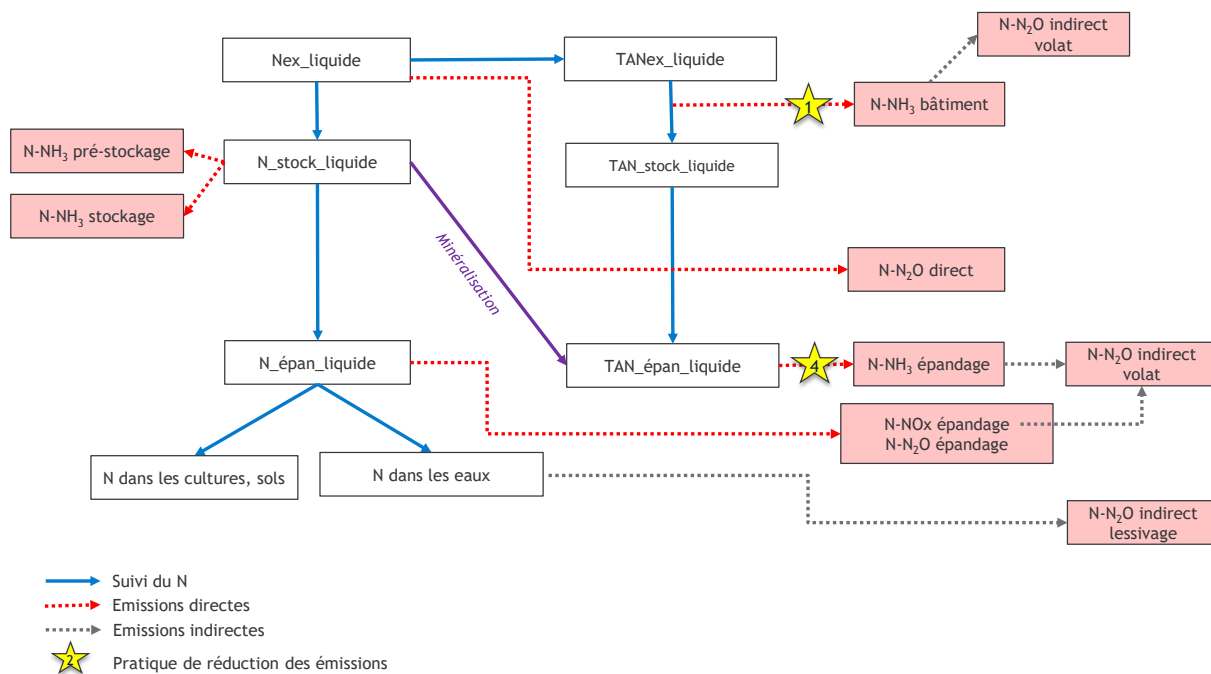 N-N₂O indirect
volat
Nex_liquide
TANex_liquide
1
N-NH₃ bâtiment
N-NH₃ pré-stockage
N_stock_liquide
TAN_stock_liquide
N-NH₃ stockage
Minéralisation
N-N₂O direct
N_épan_liquide
TAN_épan_liquide
4
N-NH₃ épandage
N-N₂O indirect
volat
N-NOx épandage
N-N₂O épandage
N dans les cultures, sols
N dans les eaux
N-N₂O indirect
lessivage
Suivi du N
Emissions directes
Emissions indirectes
2
Pratique de réduction des émissions